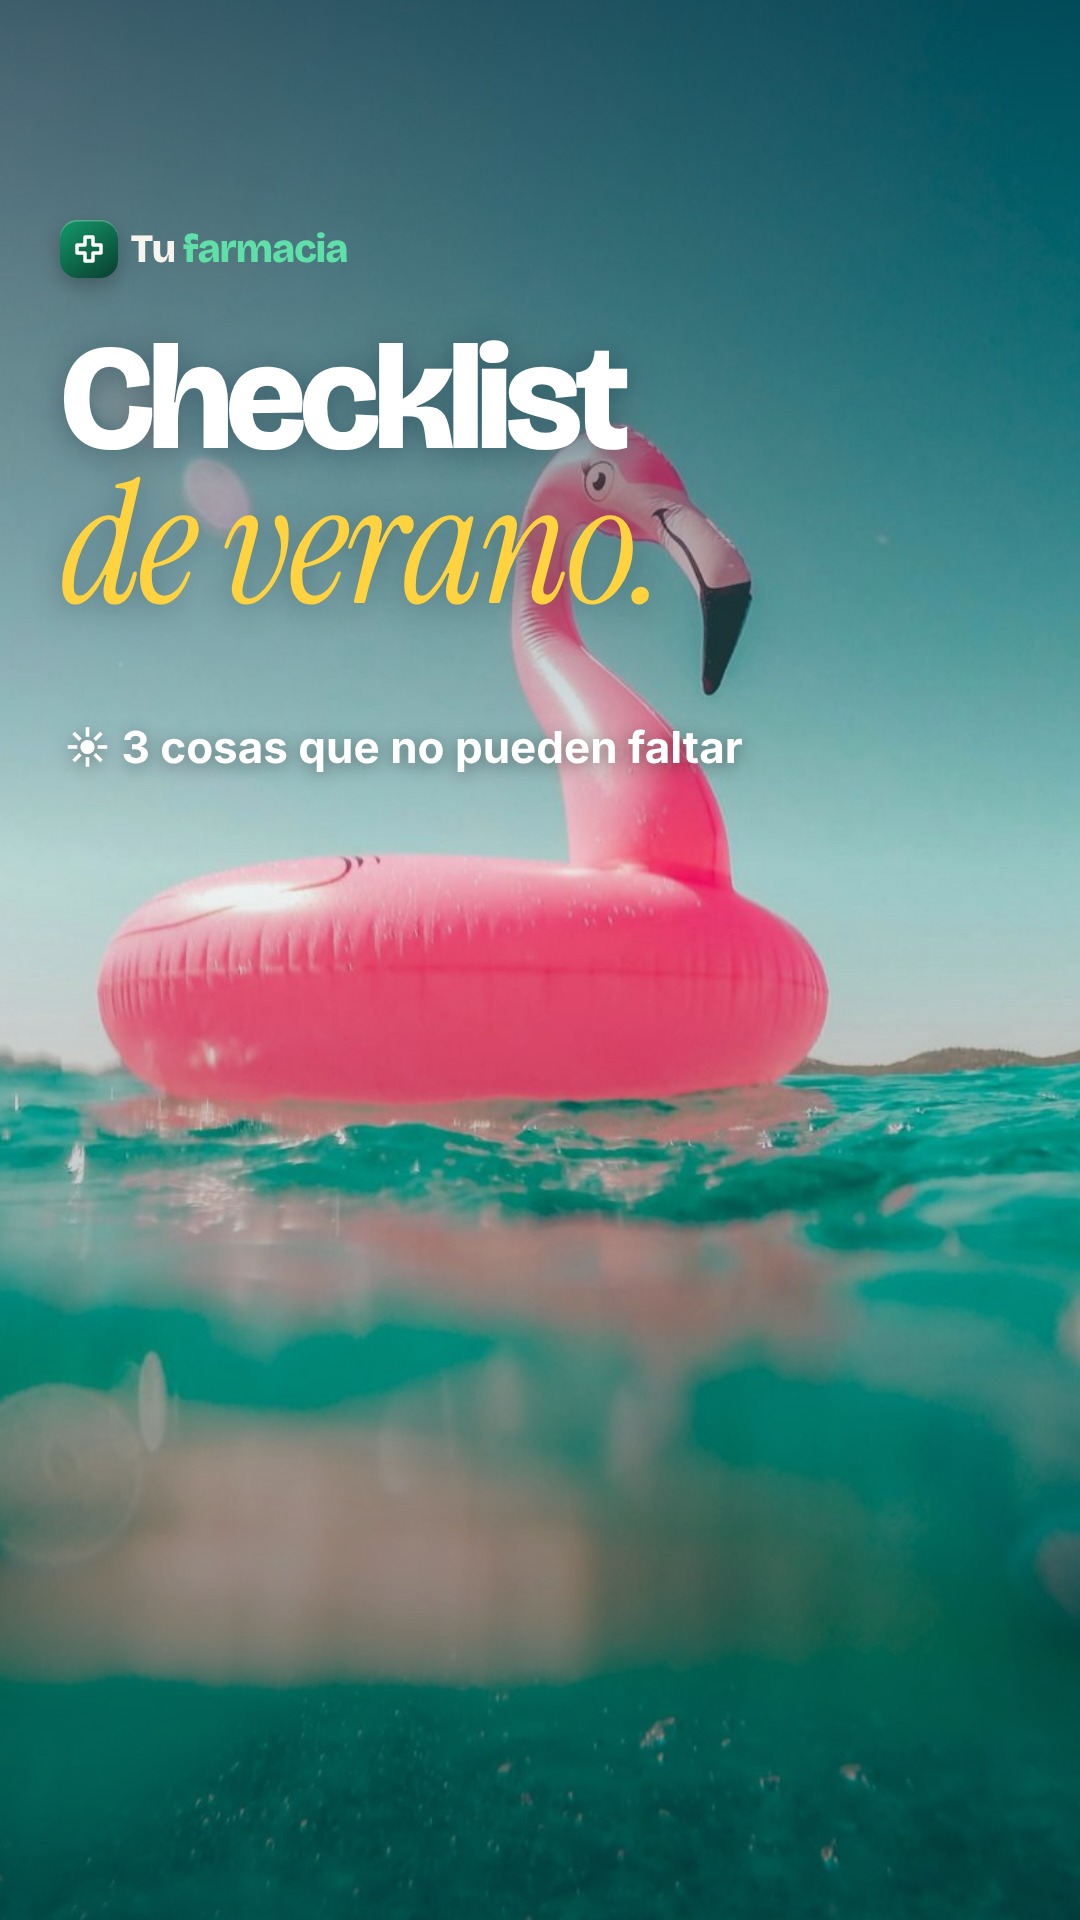 Tu farmacia
Checklist
de verano.
☀ 3 cosas que no pueden faltar